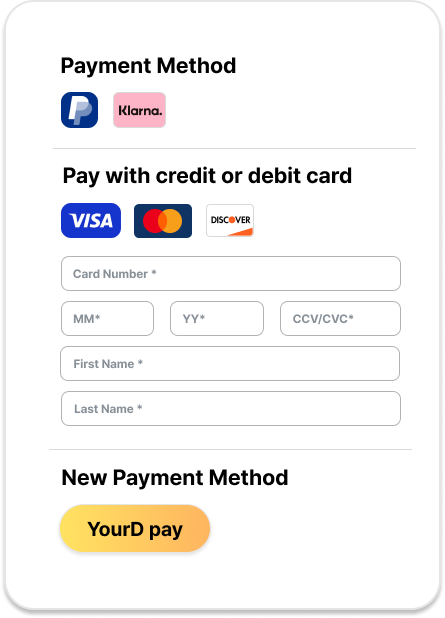 Payment Method
Klarna.
Pay with credit or debit card
VISA
DISCOVER
Card Number *
MM*
YY*
CCV/CVC*
First Name *
Last Name *
New Payment Method
YourD pay